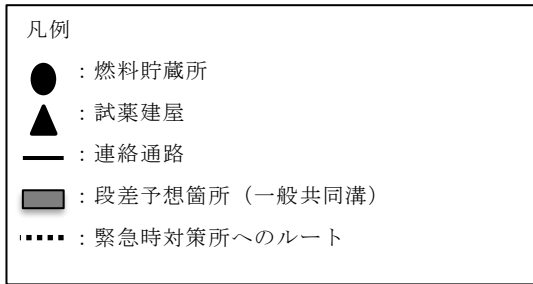 凡例
：燃料貯蔵所
：試薬建屋
：連絡通路
：段差予想箇所（一般共同溝）
：緊急時対策所へのルート